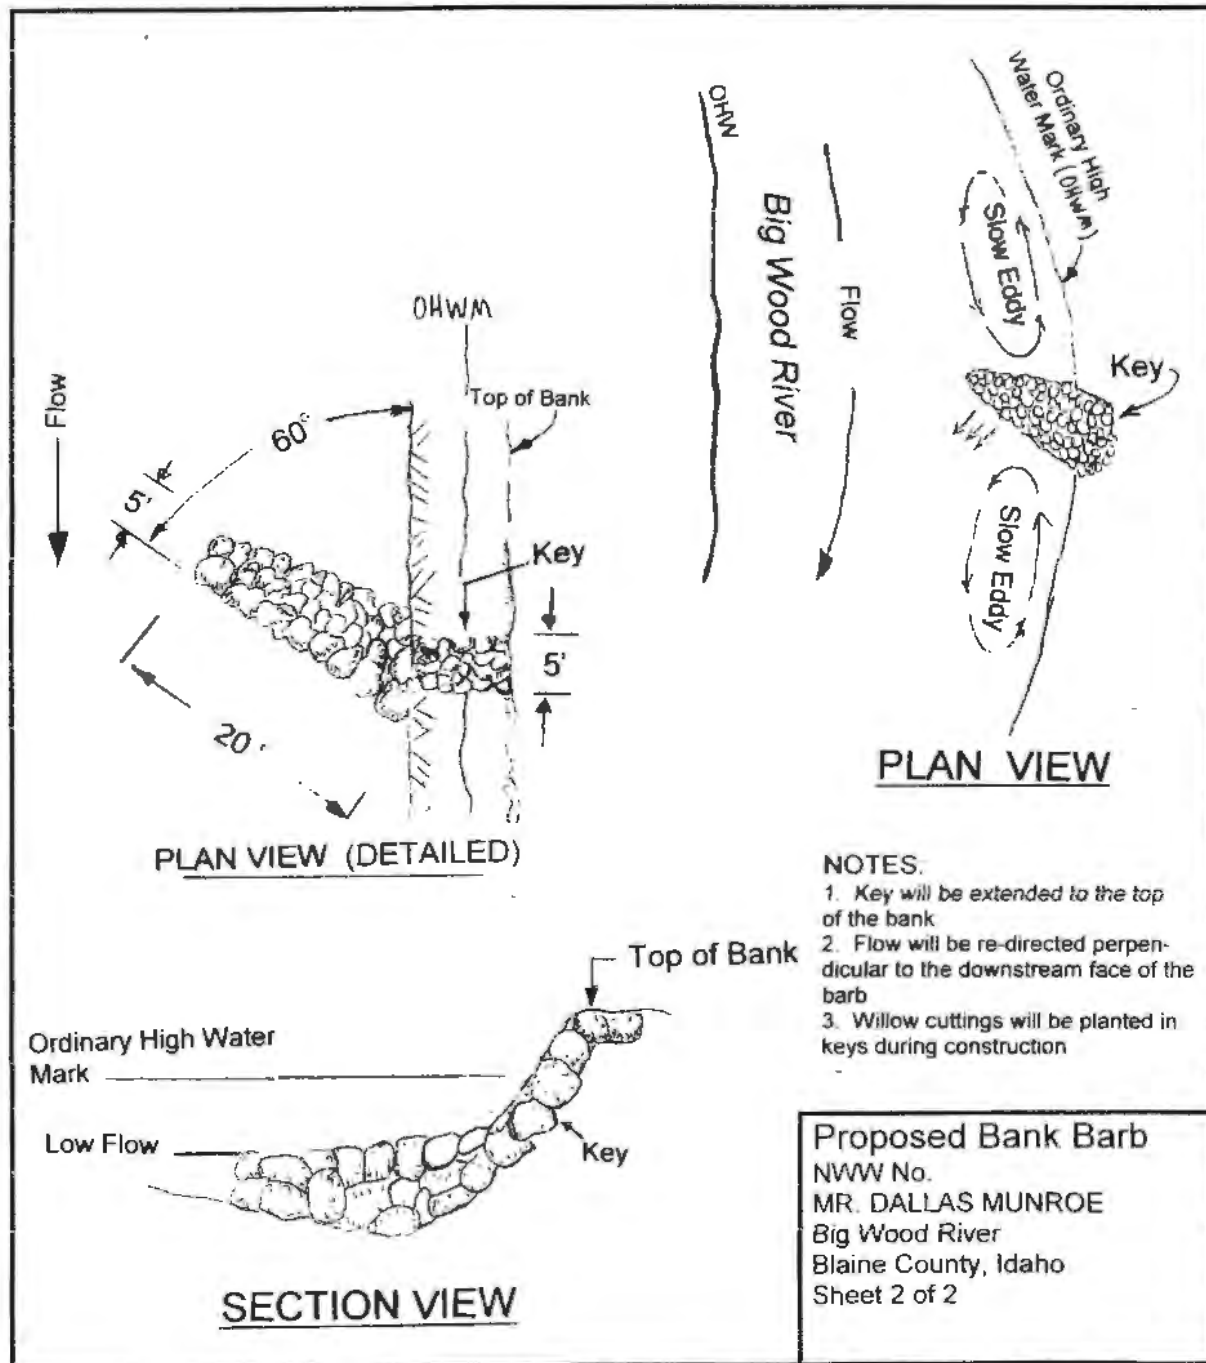 OHW
Big Wood River
Flow
Ordinary High
Water Mark (OHWM)
Slow Eddy
Key
Slow Eddy
PLAN VIEW
OHWM
Flow
Top of Bank
60°
5'
Key
5'
20'
PLAN VIEW (DETAILED)
NOTES.
1. Key will be extended to the top
of the bank
2. Flow will be re-directed perpen-
dicular to the downstream face of the
barb
3. Willow cuttings will be planted in
keys during construction
Top of Bank
Ordinary High Water
Mark
Low Flow
Key
SECTION VIEW
Proposed Bank Barb
NWW No.
MR. DALLAS MUNROE
Big Wood River
Blaine County, Idaho
Sheet 2 of 2